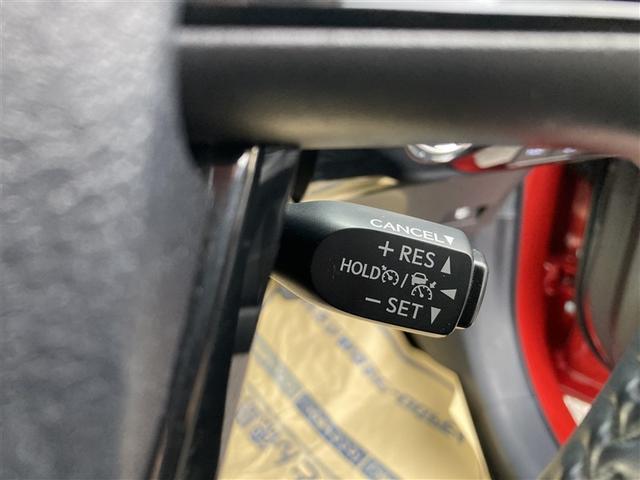 CANCEL▼
+ RES ▲
HOLD / ◀
− SET ▼